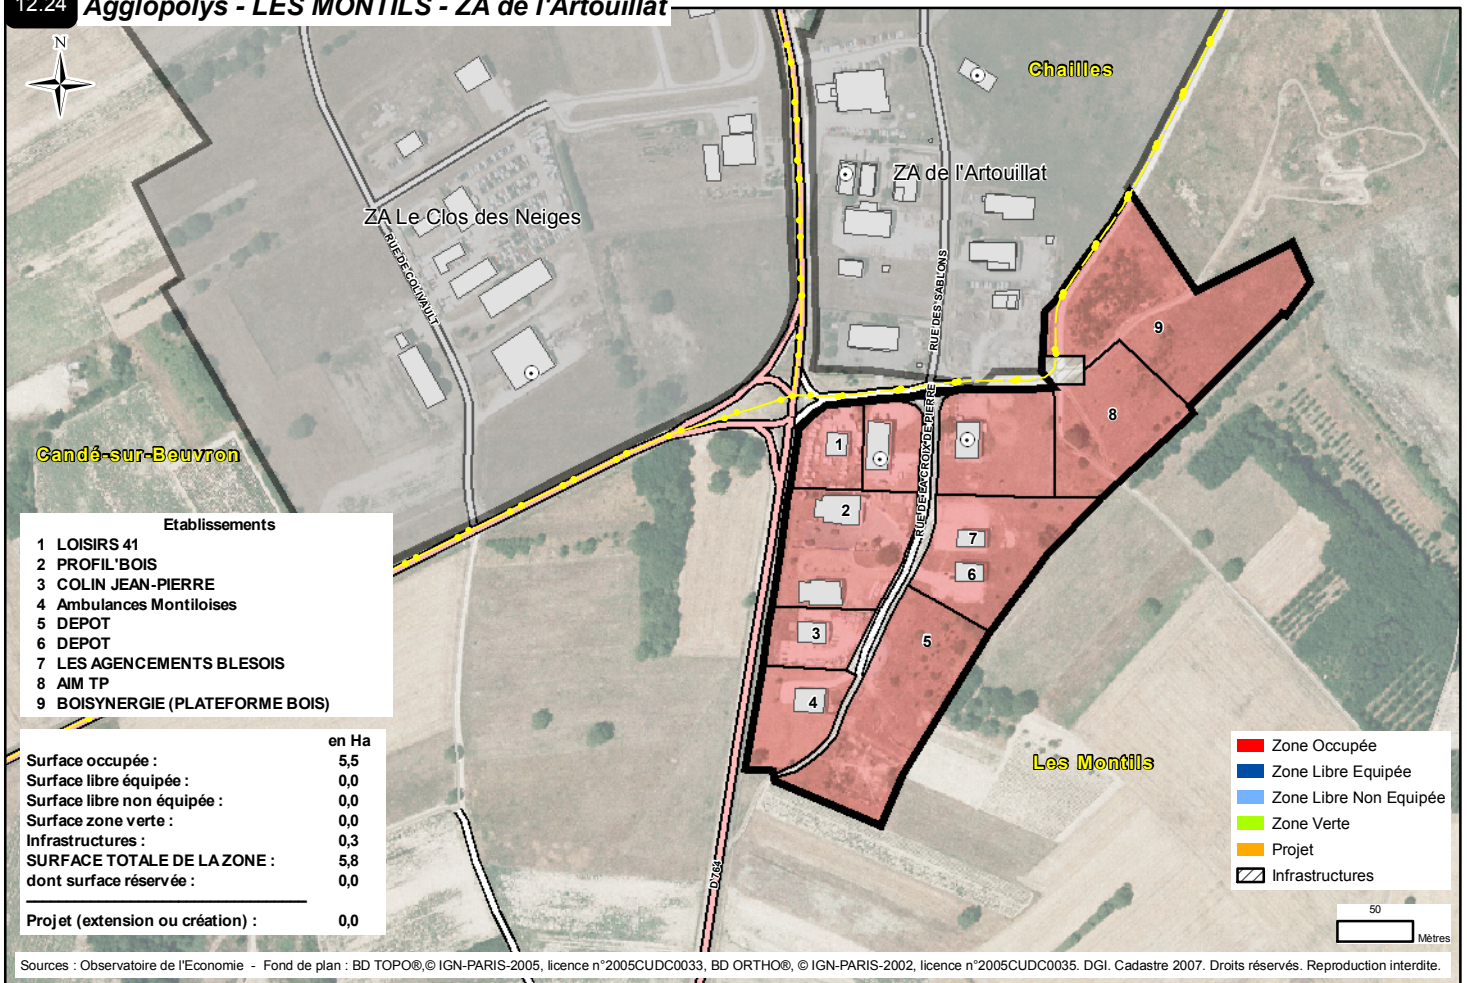 12.24 Agglopolys - LES MONTILS - ZA de l'Artouillat
N
Chailles
ZA de l'Artouillat
ZA Le Clos des Neiges
RUE DE COLIVAULT
RUE DES SABLONS
RUE DE LA CROIX DE PIERRE
Candé-sur-Beuvron
Les Montils
D 764
1
2
3
4
5
6
7
8
9
Etablissements
1 LOISIRS 41
2 PROFIL'BOIS
3 COLIN JEAN-PIERRE
4 Ambulances Montiloises
5 DEPOT
6 DEPOT
7 LES AGENCEMENTS BLESOIS
8 AIM TP
9 BOISYNERGIE (PLATEFORME BOIS)
en Ha
Surface occupée : 5,5
Surface libre équipée : 0,0
Surface libre non équipée : 0,0
Surface zone verte : 0,0
Infrastructures : 0,3
SURFACE TOTALE DE LA ZONE : 5,8
dont surface réservée : 0,0
Projet (extension ou création) : 0,0
Zone Occupée
Zone Libre Equipée
Zone Libre Non Equipée
Zone Verte
Projet
Infrastructures
50
Mètres
Sources : Observatoire de l'Economie - Fond de plan : BD TOPO®,© IGN-PARIS-2005, licence n°2005CUDC0033, BD ORTHO®, © IGN-PARIS-2002, licence n°2005CUDC0035. DGI. Cadastre 2007. Droits réservés. Reproduction interdite.